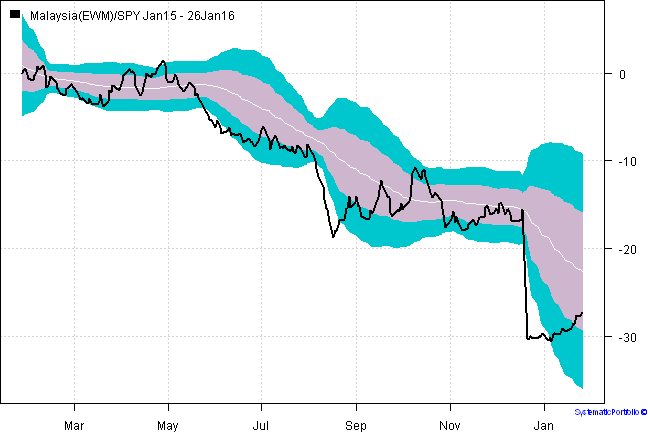 Malaysia(EWM)/SPY Jan15 - 26Jan16
0
-10
-20
-30
Mar May Jul Sep Nov Jan
SystematicPortfolio ©